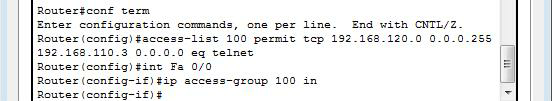 Router#conf term
Enter configuration commands, one per line.  End with CNTL/Z.
Router(config)#access-list 100 permit tcp 192.168.120.0 0.0.0.255
192.168.110.3 0.0.0.0 eq telnet
Router(config)#int Fa 0/0
Router(config-if)#ip access-group 100 in
Router(config-if)#